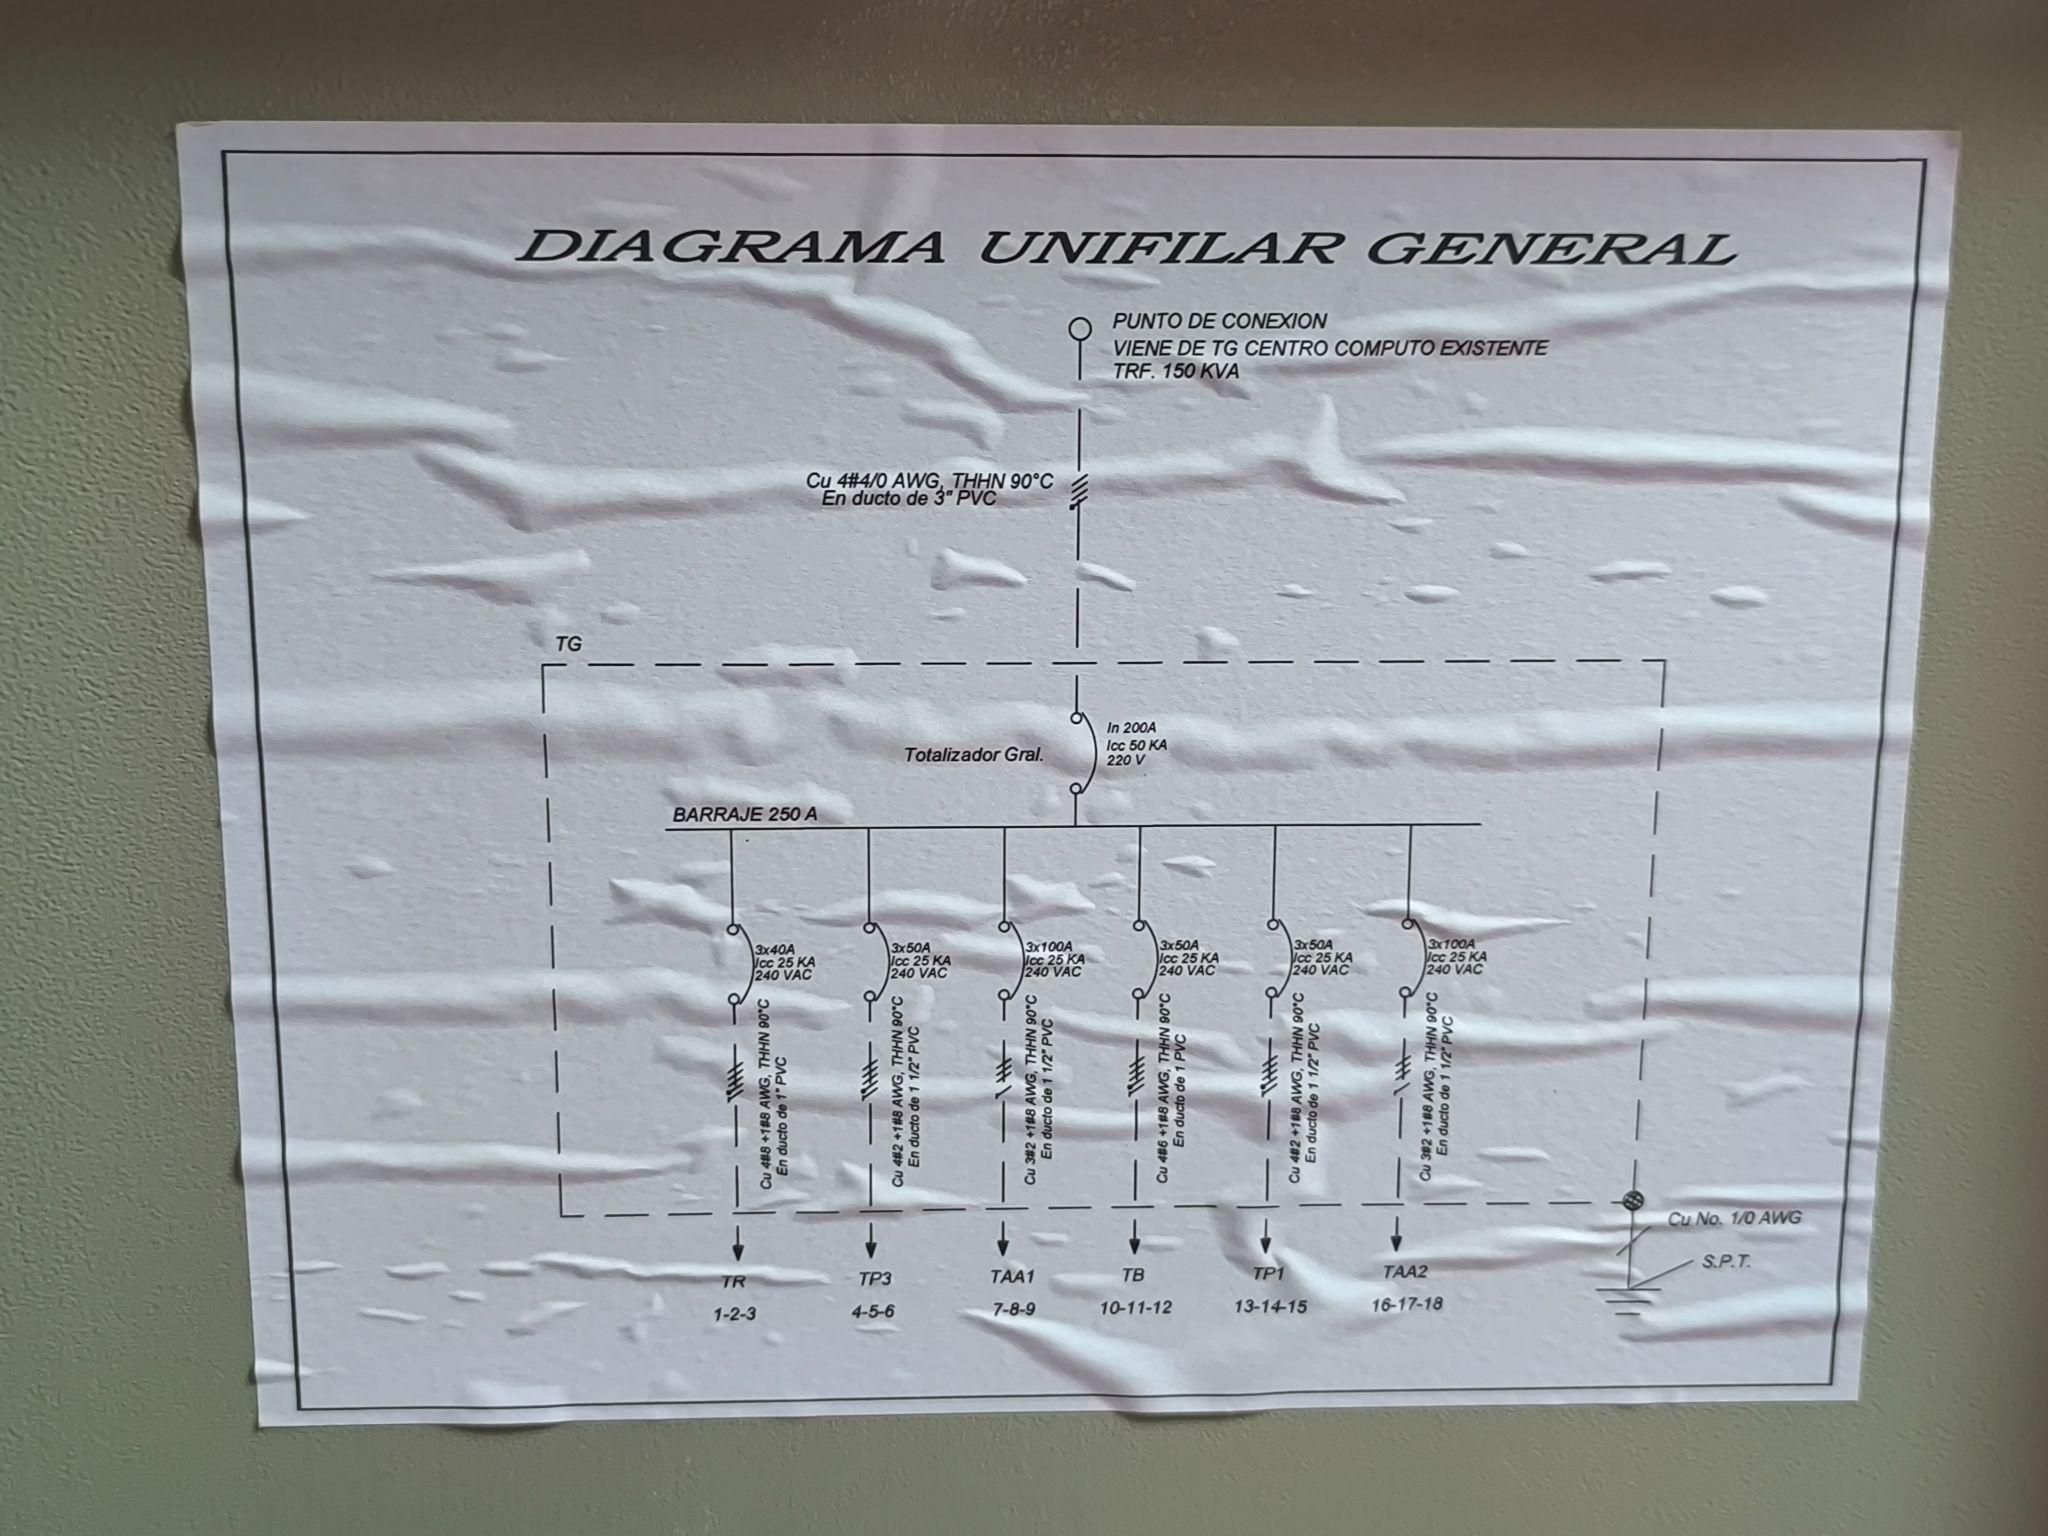 DIAGRAMA UNIFILAR GENERAL
PUNTO DE CONEXION
VIENE DE TG CENTRO COMPUTO EXISTENTE
TRF. 150 KVA
Cu 4#4/0 AWG, THHN 90°C
En ducto de 3" PVC
TG
Totalizador Gral.
In 200A
Icc 50 KA
220 V
BARRAJE 250 A
3x40A
Icc 25 KA
240 VAC
Cu 4#8 +1#8 AWG, THHN 90°C
En ducto de 1" PVC
3x50A
Icc 25 KA
240 VAC
Cu 4#2 +1#8 AWG, THHN 90°C
En ducto de 1 1/2" PVC
3x100A
Icc 25 KA
240 VAC
Cu 3#2 +1#8 AWG, THHN 90°C
En ducto de 1 1/2" PVC
3x50A
Icc 25 KA
240 VAC
Cu 4#6 +1#8 AWG, THHN 90°C
En ducto de 1 PVC
3x50A
Icc 25 KA
240 VAC
Cu 4#2 +1#8 AWG, THHN 90°C
En ducto de 1 1/2" PVC
3x100A
Icc 25 KA
240 VAC
Cu 3#2 +1#8 AWG, THHN 90°C
En ducto de 1 1/2" PVC
Cu No. 1/0 AWG
S.P.T.
TR TP3 TAA1 TB TP1 TAA2
1-2-3 4-5-6 7-8-9 10-11-12 13-14-15 16-17-18